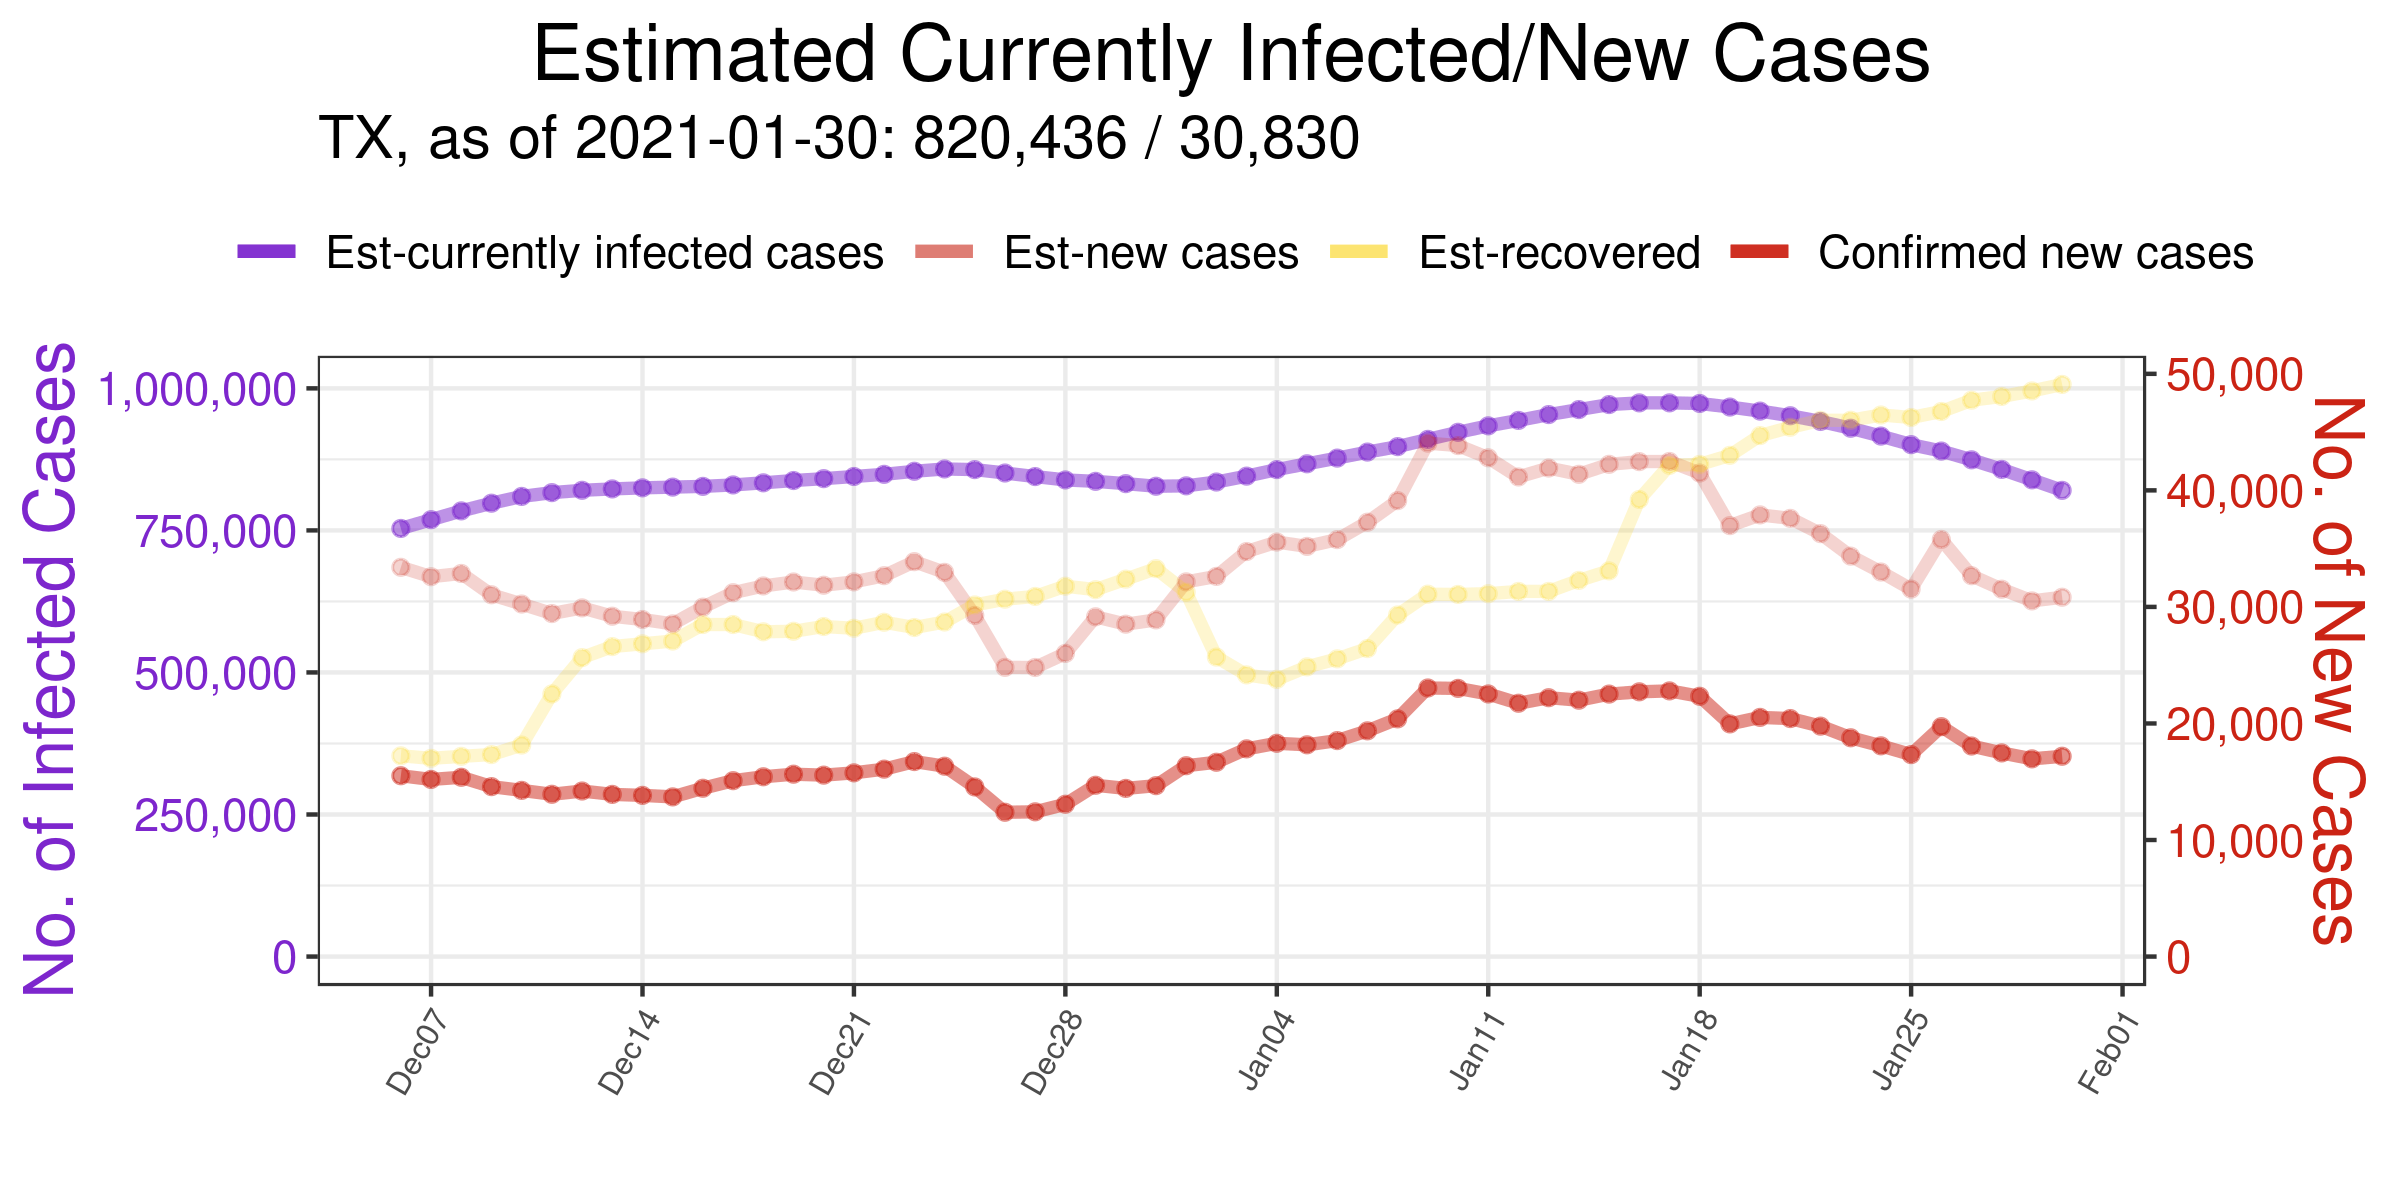 Estimated Currently Infected/New Cases
TX, as of 2021-01-30: 820,436 / 30,830
Est-currently infected cases Est-new cases Est-recovered Confirmed new cases
No. of Infected Cases
1,000,000
750,000
500,000
250,000
0
50,000
40,000
30,000
20,000
10,000
0
No. of New Cases
Dec07 Dec14 Dec21 Dec28 Jan04 Jan11 Jan18 Jan25 Feb01